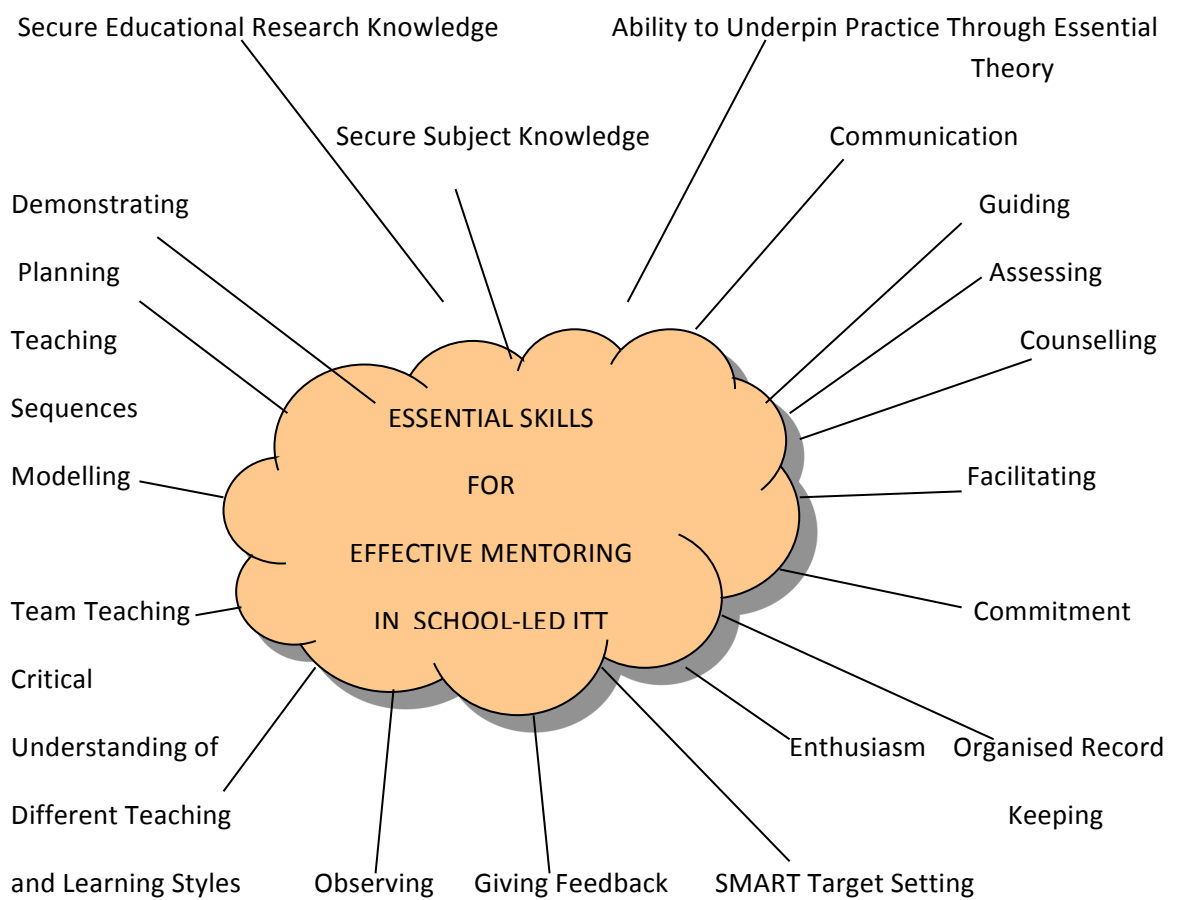 Secure Educational Research Knowledge
Ability to Underpin Practice Through Essential
Theory
Secure Subject Knowledge
Communication
Demonstrating
Guiding
Planning
Assessing
Teaching
Counselling
Sequences
ESSENTIAL SKILLS
Modelling
FOR
Facilitating
EFFECTIVE MENTORING
Team Teaching
IN SCHOOL-LED ITT
Commitment
Critical
Understanding of
Enthusiasm
Organised Record
Different Teaching
Keeping
and Learning Styles
Observing
Giving Feedback
SMART Target Setting